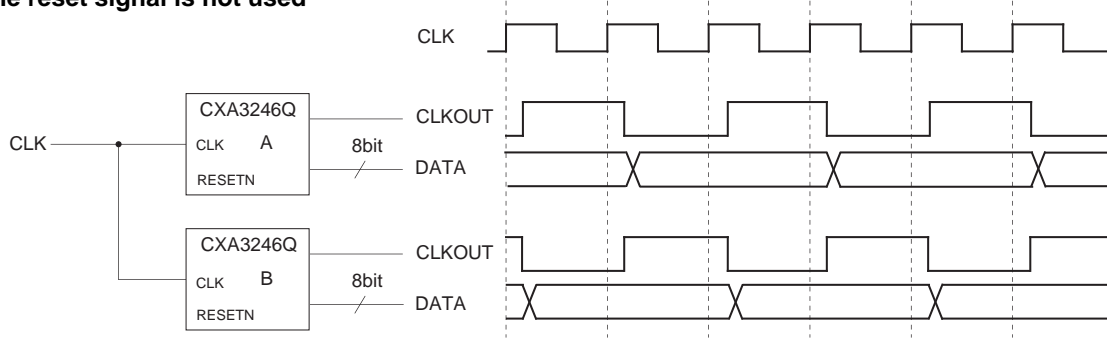 reset signal is not used
CLK
CXA3246Q
CLK
CLK
A
RESETN
8bit
CLKOUT
DATA
CXA3246Q
CLK
B
RESETN
8bit
CLKOUT
DATA